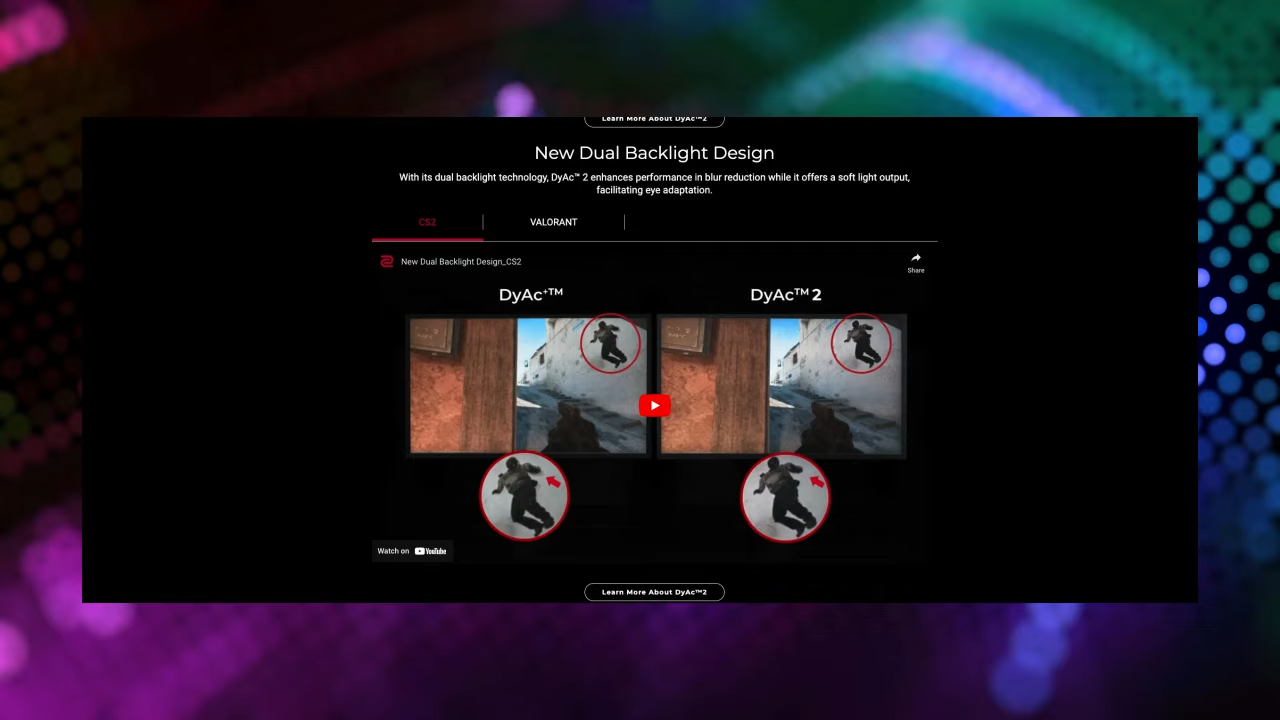 Learn More About DyAc™2
New Dual Backlight Design
With its dual backlight technology, DyAc™ 2 enhances performance in blur reduction while it offers a soft light output,
facilitating eye adaptation.
CS2
VALORANT
New Dual Backlight Design_CS2
Share
DyAc⁺™
DyAc™ 2
Watch on YouTube
Learn More About DyAc™2